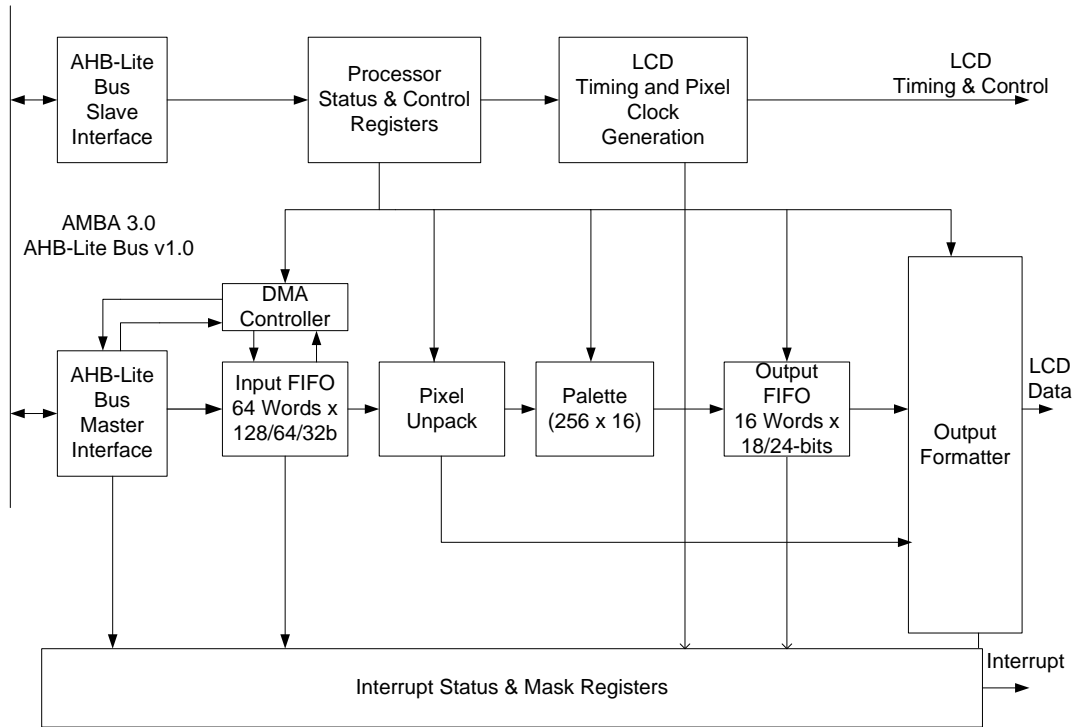 AHB-Lite
Bus
Slave
Interface
Processor
Status & Control
Registers
LCD
Timing and Pixel
Clock
Generation
LCD
Timing & Control
AMBA 3.0
AHB-Lite Bus v1.0
DMA
Controller
AHB-Lite
Bus
Master
Interface
Input FIFO
64 Words x
128/64/32b
Pixel
Unpack
Palette
(256 x 16)
Output
FIFO
16 Words x
18/24-bits
Output
Formatter
LCD
Data
Interrupt Status & Mask Registers
Interrupt